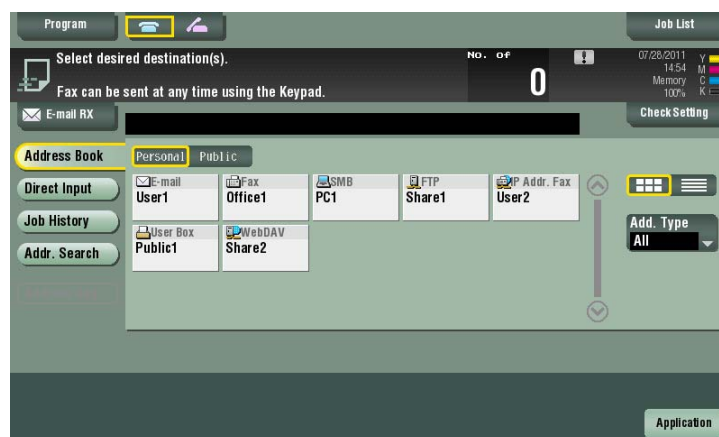 Program
Job List
Select desired destination(s).
No. of
0
07/28/2011
14:54
Memory
100%
Y
M
C
K
Fax can be sent at any time using the Keypad.
E-mail RX
Check Setting
Address Book
Personal Public
Direct Input
Job History
Addr. Search
E-mail
User1
Fax
Office1
SMB
PC1
FTP
Share1
IP Addr. Fax
User2
User Box
Public1
WebDAV
Share2
Add. Type
All
Application